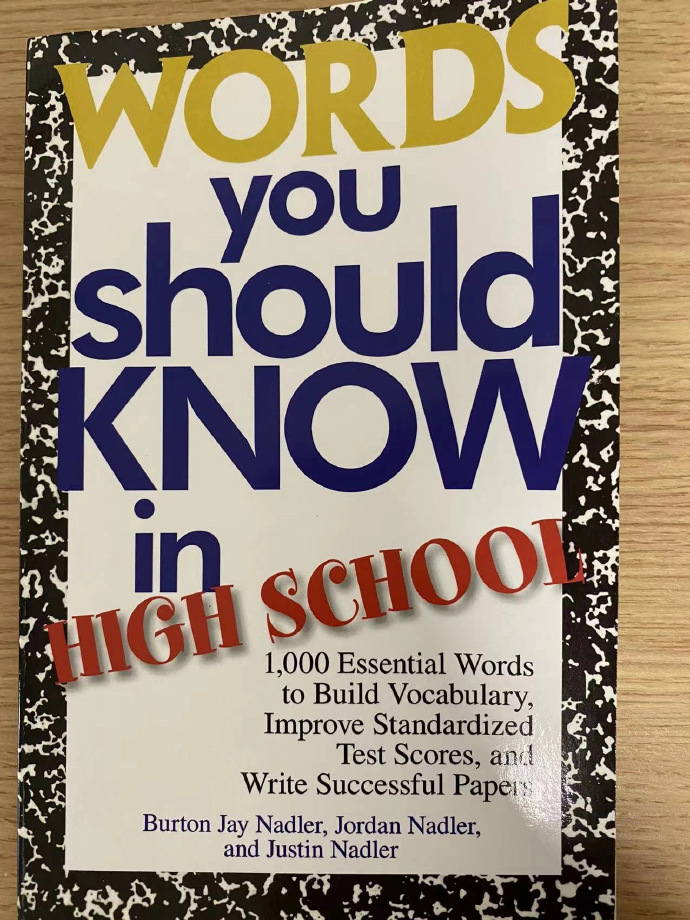 WORDS
you
should
KNOW
in
HIGH SCHOOL
1,000 Essential Words
to Build Vocabulary,
Improve Standardized
Test Scores, and
Write Successful Papers
Burton Jay Nadler, Jordan Nadler,
and Justin Nadler